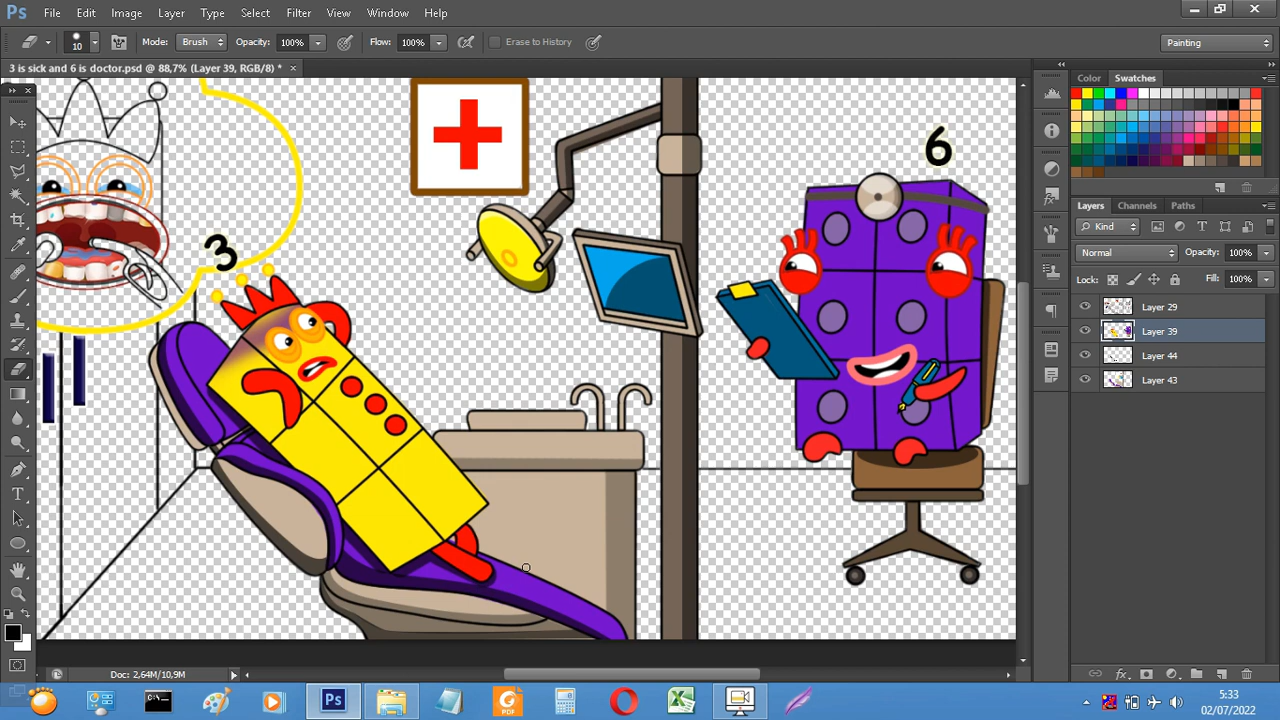 Ps File Edit Image Layer Type Select Filter View Window Help
10 Mode: Brush Opacity: 100% Flow: 100% Erase to History Painting
3 is sick and 6 is doctor.psd @ 88,7% (Layer 39, RGB/8) * ×
Color Swatches
6
3
Layers Channels Paths
Kind
Normal Opacity: 100%
Lock: Fill: 100%
Layer 29
Layer 39
Layer 44
Layer 43
Doc: 2,64M/10,9M
Ps PDF
5:33
02/07/2022